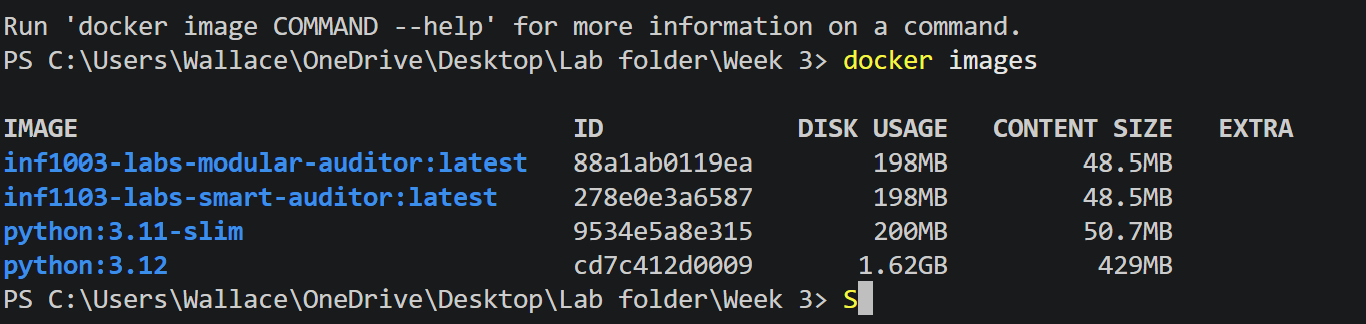 Run 'docker image COMMAND --help' for more information on a command.
PS C:\Users\Wallace\OneDrive\Desktop\Lab folder\Week 3> docker images
IMAGE ID DISK USAGE CONTENT SIZE EXTRA
inf1003-labs-modular-auditor:latest 88a1ab0119ea 198MB 48.5MB
inf1103-labs-smart-auditor:latest 278e0e3a6587 198MB 48.5MB
python:3.11-slim 9534e5a8e315 200MB 50.7MB
python:3.12 cd7c412d0009 1.62GB 429MB
PS C:\Users\Wallace\OneDrive\Desktop\Lab folder\Week 3> S